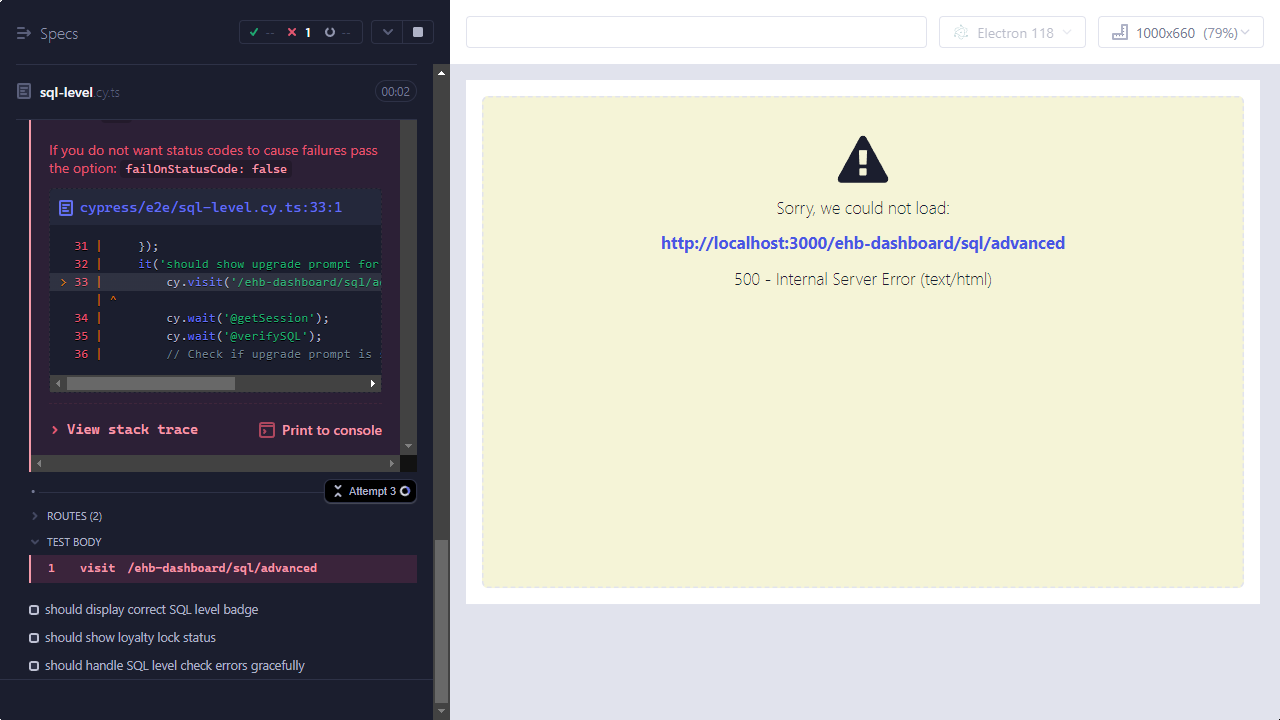 Specs
-- 1 --
Electron 118
1000x660 (79%)
sql-level.cy.ts
00:02
If you do not want status codes to cause failures pass
the option: failOnStatusCode: false
cypress/e2e/sql-level.cy.ts:33:1
31 | });
32 | it('should show upgrade prompt for
> 33 | cy.visit('/ehb-dashboard/sql/a
| ^
34 | cy.wait('@getSession');
35 | cy.wait('@verifySQL');
36 | // Check if upgrade prompt is
> View stack trace
Print to console
Attempt 3
ROUTES (2)
TEST BODY
1 visit /ehb-dashboard/sql/advanced
should display correct SQL level badge
should show loyalty lock status
should handle SQL level check errors gracefully
Sorry, we could not load:
http://localhost:3000/ehb-dashboard/sql/advanced
500 - Internal Server Error (text/html)